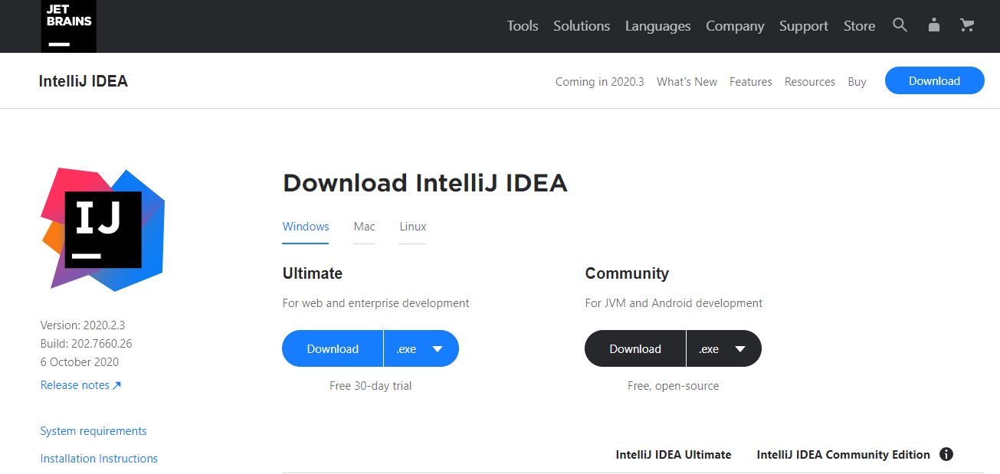 JET
BRAINS
Tools Solutions Languages Company Support Store
IntelliJ IDEA
Coming in 2020.3 What's New Features Resources Buy Download
IJ
Version: 2020.2.3
Build: 202.7660.26
6 October 2020
Release notes ↗
System requirements
Installation Instructions
Download IntelliJ IDEA
Windows Mac Linux
Ultimate
For web and enterprise development
Download .exe
Free 30-day trial
Community
For JVM and Android development
Download .exe
Free, open-source
IntelliJ IDEA Ultimate IntelliJ IDEA Community Edition i